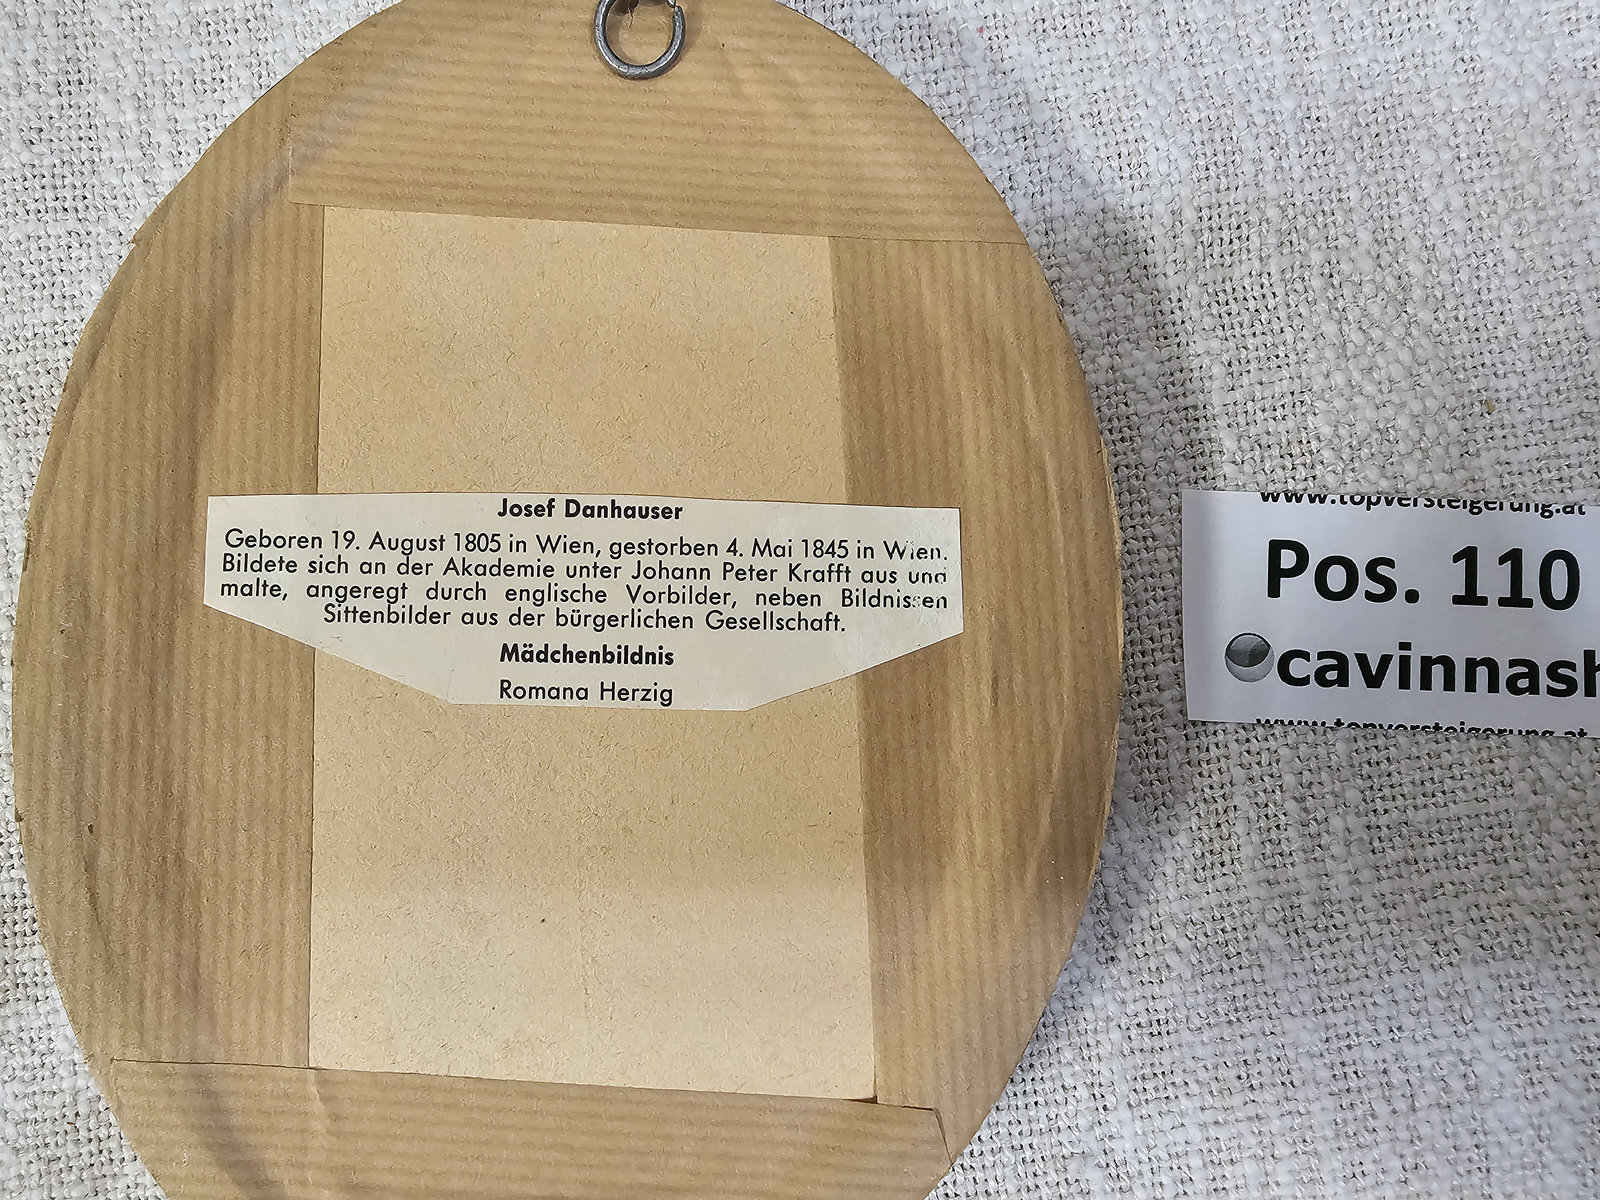 Josef Danhauser
Geboren 19. August 1805 in Wien, gestorben 4. Mai 1845 in Wien.
Bildete sich an der Akademie unter Johann Peter Krafft aus und
malte, angeregt durch englische Vorbilder, neben Bildnissen
Sittenbilder aus der bürgerlichen Gesellschaft.
Mädchenbildnis
Romana Herzig
www.topversteigerung.at
Pos. 110
cavinnash
www.topversteigerung.at